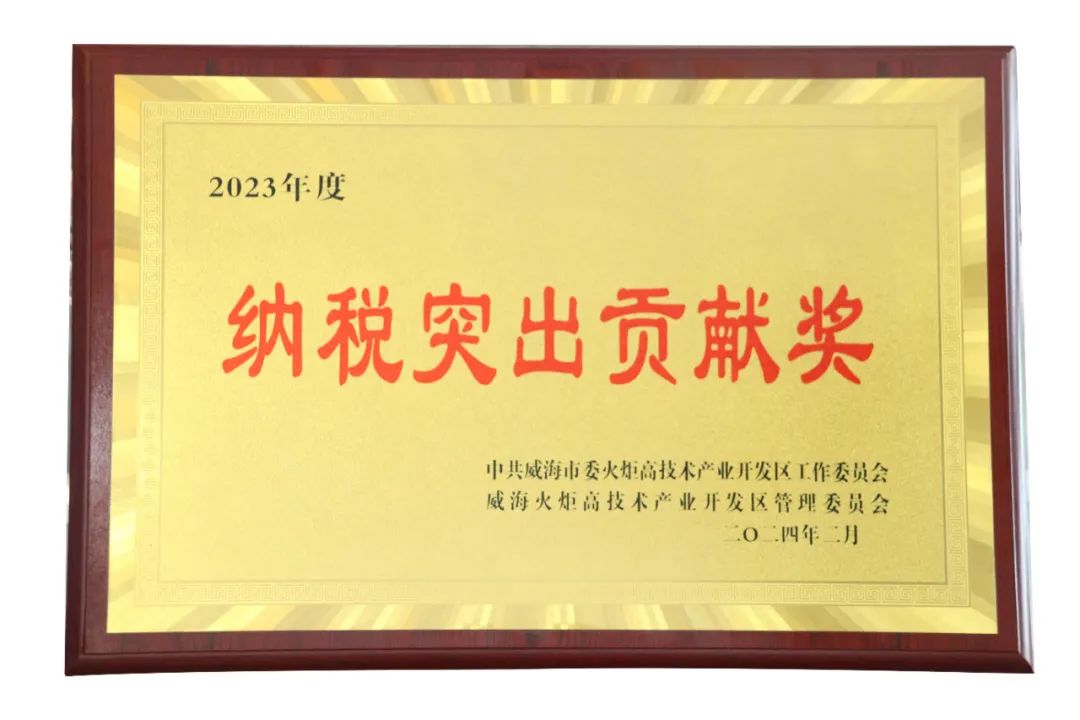 2023年度
纳税突出贡献奖
中共威海市委火炬高技术产业开发区工作委员会
威海火炬高技术产业开发区管理委员会
二〇二四年二月